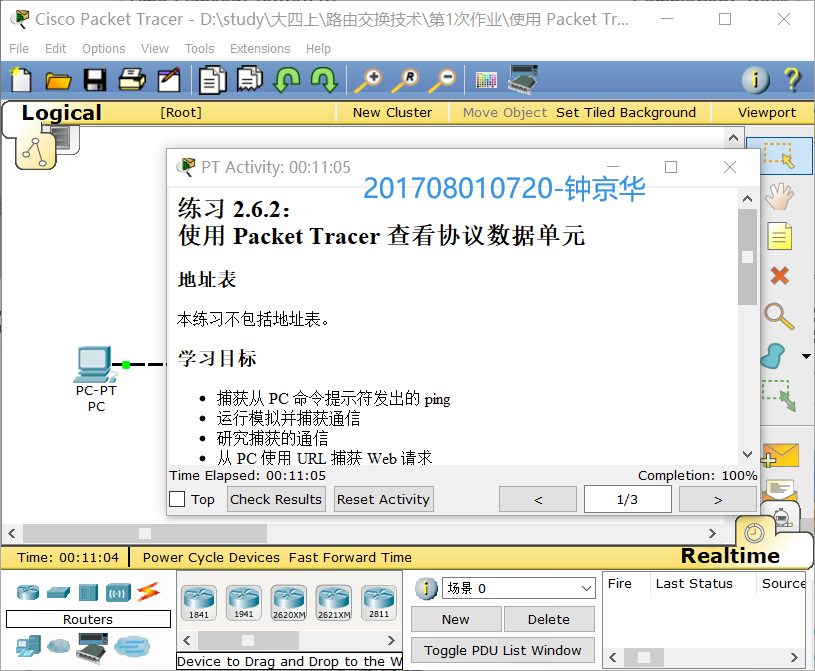 Cisco Packet Tracer - D:\study\大四上\路由交换技术\第1次作业\使用 Packet Tr...
File Edit Options View Tools Extensions Help
Logical [Root] New Cluster Move Object Set Tiled Background Viewport
PT Activity: 00:11:05
201708010720-钟京华
练习 2.6.2：
使用 Packet Tracer 查看协议数据单元
地址表
本练习不包括地址表。
学习目标
• 捕获从 PC 命令提示符发出的 ping
• 运行模拟并捕获通信
• 研究捕获的通信
• 从 PC 使用 URL 捕获 Web 请求
PC-PT
PC
Time Elapsed: 00:11:05 Completion: 100%
Top Check Results Reset Activity < 1/3 >
Time: 00:11:04 Power Cycle Devices Fast Forward Time Realtime
Routers
1841 1941 2620XM 2621XM 2811
Device to Drag and Drop to the W
场景 0
New Delete
Toggle PDU List Window
Fire Last Status Source